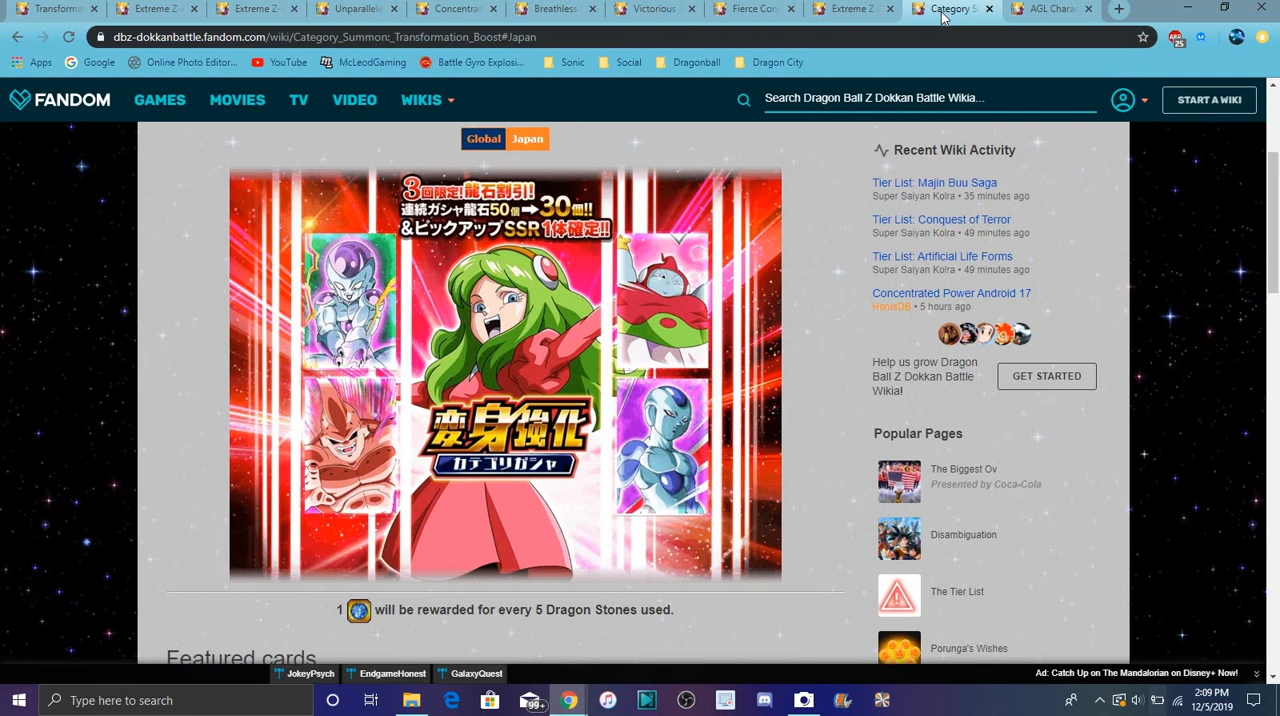 Transforma
Extreme Z-
Extreme Z-
Unparallele
Concentrat
Breathless
Victorious
Fierce Conc
Extreme Z
Category S
AGL Charac
dbz-dokkanbattle.fandom.com/wiki/Category_Summon:_Transformation_Boost#Japan
25
Apps Google Online Photo Editor... YouTube McLeodGaming Battle Gyro Explosi... Sonic Social Dragonball Dragon City
FANDOM GAMES MOVIES TV VIDEO WIKIS Search Dragon Ball Z Dokkan Battle Wikia... START A WIKI
Global Japan
3回限定!龍石割引!
連続ガシャ龍石50個→30個!!
&ピックアップSSR1体確定!!
変身強化
カテゴリガシャ
1 will be rewarded for every 5 Dragon Stones used.
Featured cards
Recent Wiki Activity
Tier List: Majin Buu Saga
Super Saiyan Kolra • 35 minutes ago
Tier List: Conquest of Terror
Super Saiyan Kolra • 49 minutes ago
Tier List: Artificial Life Forms
Super Saiyan Kolra • 49 minutes ago
Concentrated Power Android 17
HorusDB • 5 hours ago
Help us grow Dragon
Ball Z Dokkan Battle
Wikia!
GET STARTED
Popular Pages
The Biggest Ov
Presented by Coca-Cola
Disambiguation
The Tier List
Porunga's Wishes
JokeyPsych EndgameHonest GalaxyQuest Ad: Catch Up on The Mandalorian on Disney+ Now!
Type here to search
99+
2:09 PM
12/5/2019